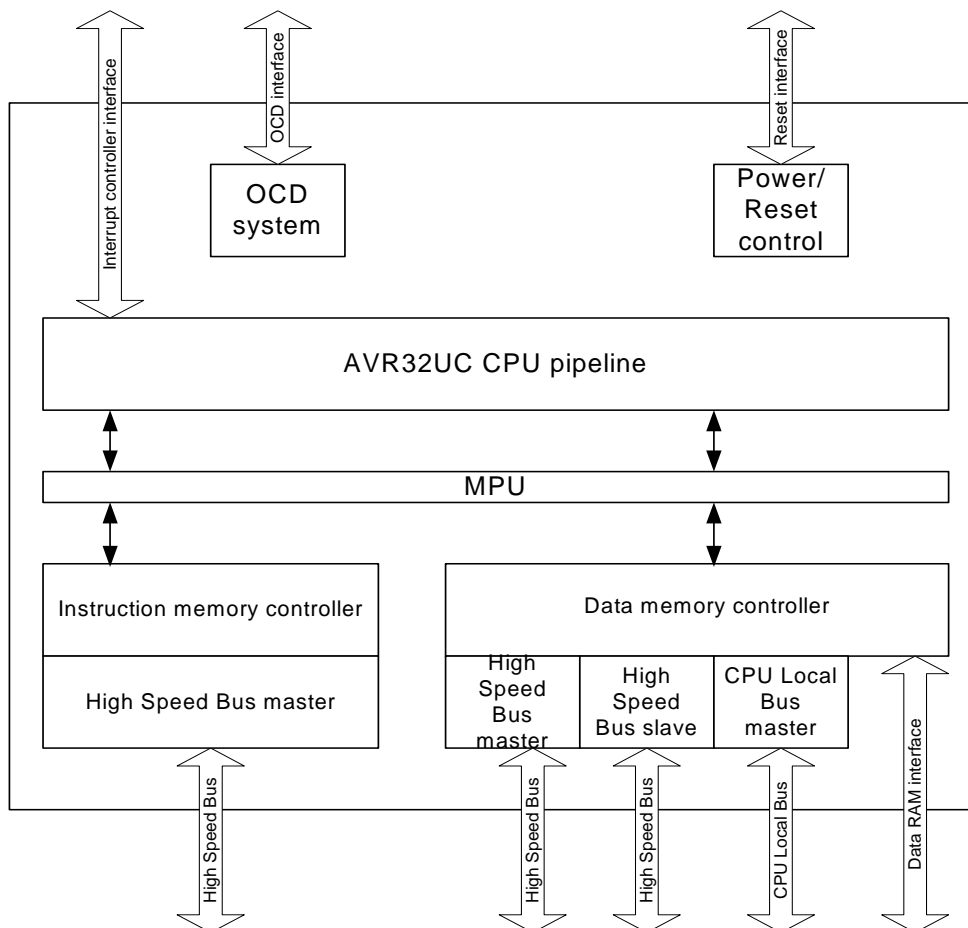 Interrupt controller interface
OCD interface
Reset interface
OCD
system
Power/
Reset
control
AVR32UC CPU pipeline
MPU
Instruction memory controller
Data memory controller
High Speed Bus master
High
Speed
Bus
master
High
Speed
Bus slave
CPU Local
Bus
master
High Speed Bus
High Speed Bus
High Speed Bus
CPU Local Bus
Data RAM interface